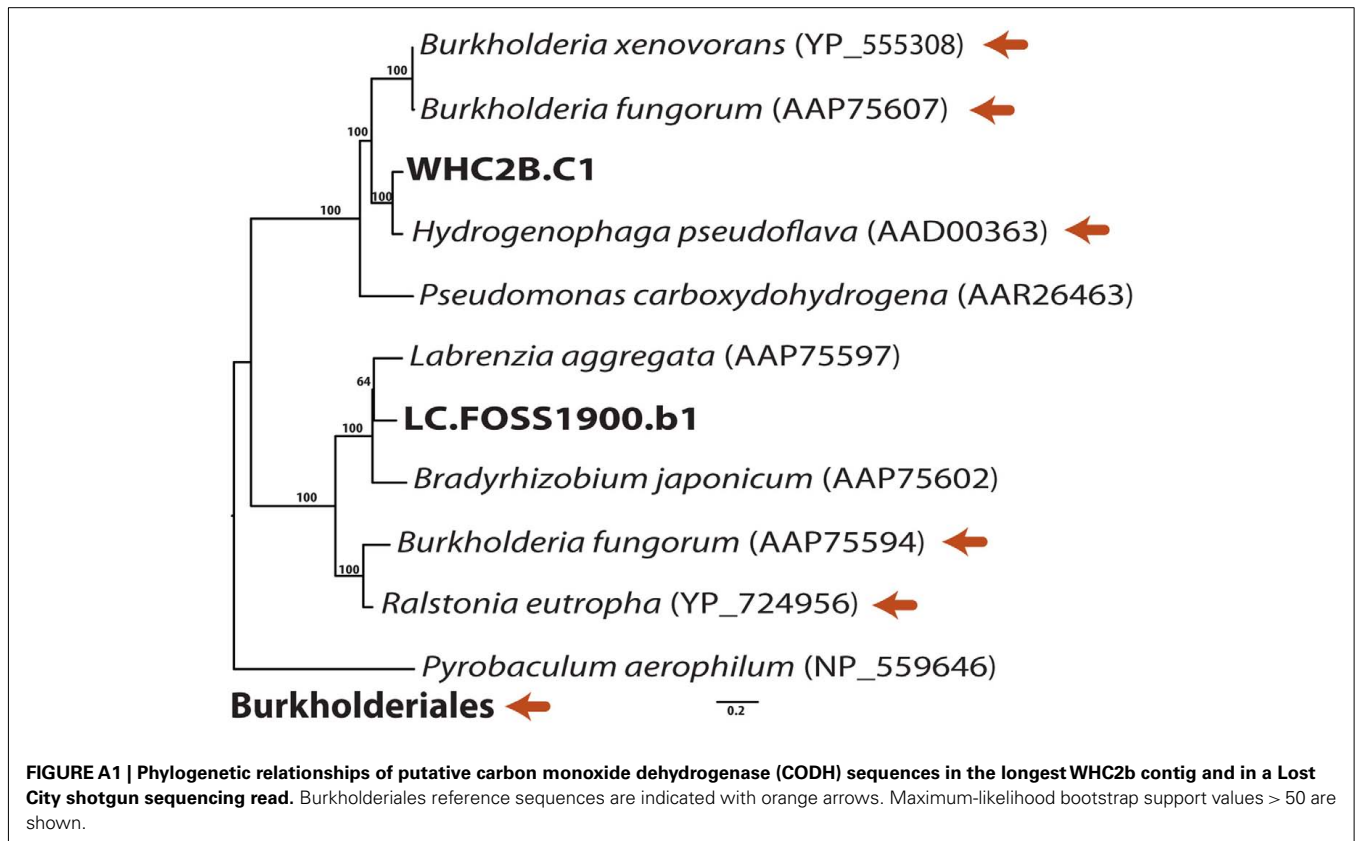 Burkholderia xenovorans (YP_555308)
100
Burkholderia fungorum (AAP75607)
100
WHC2B.C1
100
100
Hydrogenophaga pseudoflava (AAD00363)
Pseudomonas carboxydohydrogena (AAR26463)
Labrenzia aggregata (AAP75597)
64
LC.FOSS1900.b1
100
Bradyrhizobium japonicum (AAP75602)
100
Burkholderia fungorum (AAP75594)
100
Ralstonia eutropha (YP_724956)
Pyrobaculum aerophilum (NP_559646)
Burkholderiales
0.2
FIGURE A1 | Phylogenetic relationships of putative carbon monoxide dehydrogenase (CODH) sequences in the longest WHC2b contig and in a Lost
City shotgun sequencing read. Burkholderiales reference sequences are indicated with orange arrows. Maximum-likelihood bootstrap support values > 50 are
shown.